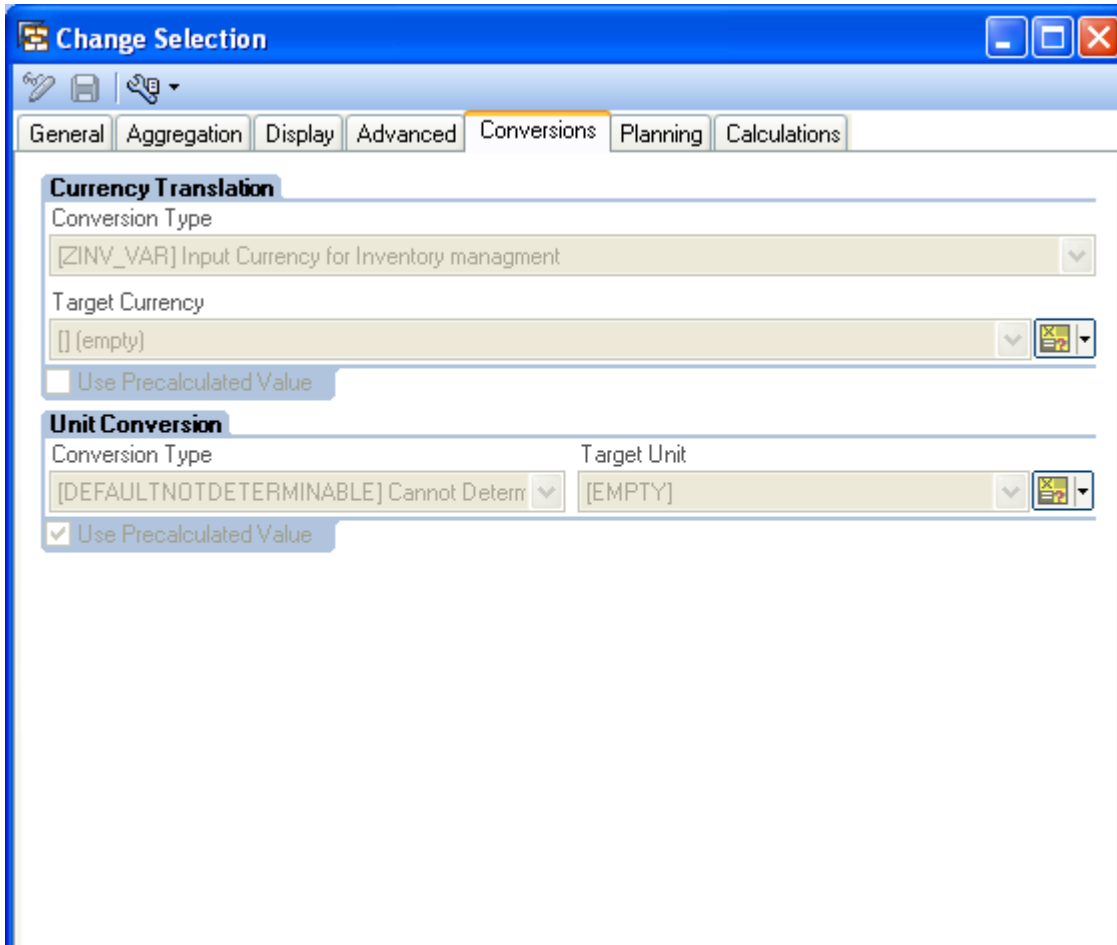 Change Selection
General Aggregation Display Advanced Conversions Planning Calculations
Currency Translation
Conversion Type
[ZINV_VAR] Input Currency for Inventory managment
Target Currency
[] (empty)
Use Precalculated Value
Unit Conversion
Conversion Type Target Unit
[DEFAULTNOTDETERMINABLE] Cannot Determ [EMPTY]
Use Precalculated Value